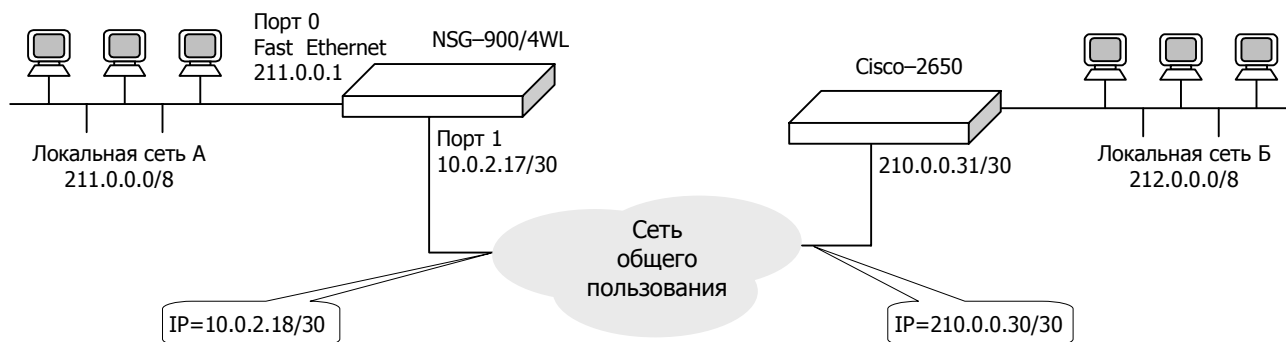 Порт 0
Fast Ethernet
211.0.0.1
NSG–900/4WL
Cisco–2650
Локальная сеть А
211.0.0.0/8
Порт 1
10.0.2.17/30
210.0.0.31/30
Локальная сеть Б
212.0.0.0/8
Сеть
общего
пользования
IP=10.0.2.18/30
IP=210.0.0.30/30